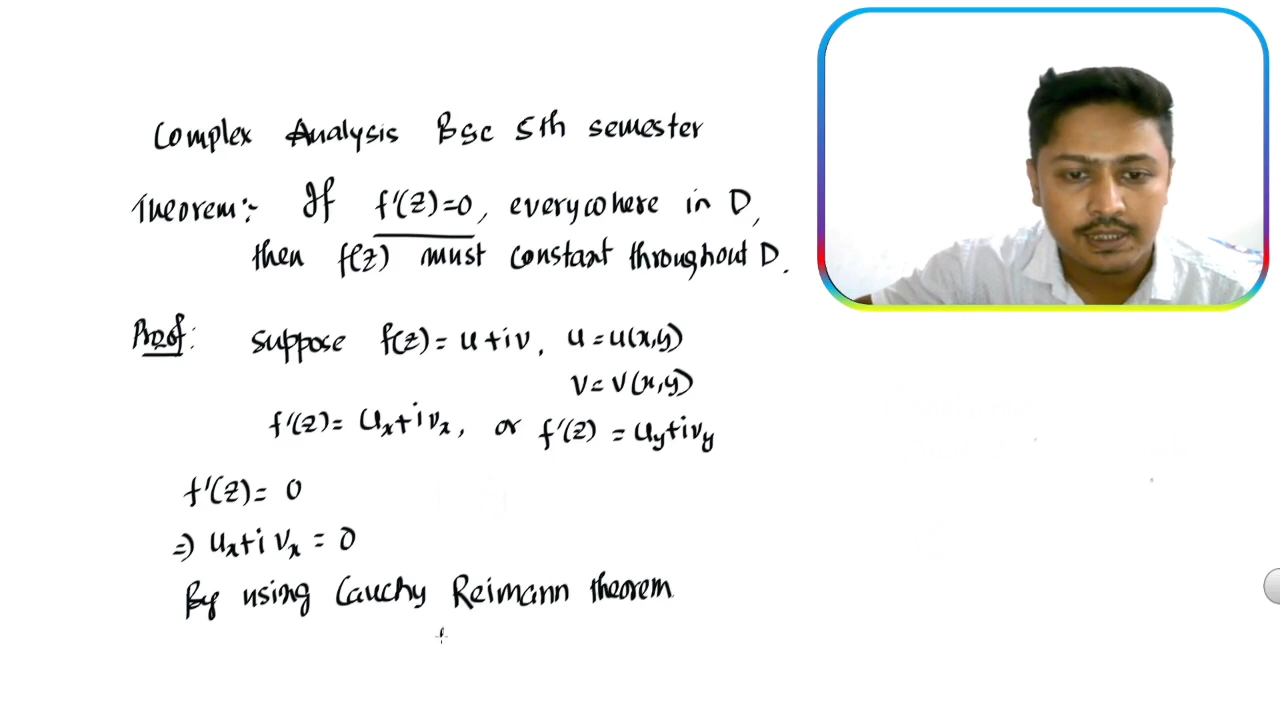 Complex Analysis Bsc 5th semester
Theorem:- If f'(z)=0, everywhere in D,
then f(z) must constant throughout D.
Proof: suppose f(z) = u+iv, u = u(x,y)
v = v(x,y)
f'(z) = ux+ivx, or f'(z) = uy+ivy
f'(z) = 0
⇒ ux+ivx = 0
By using Cauchy Reimann theorem